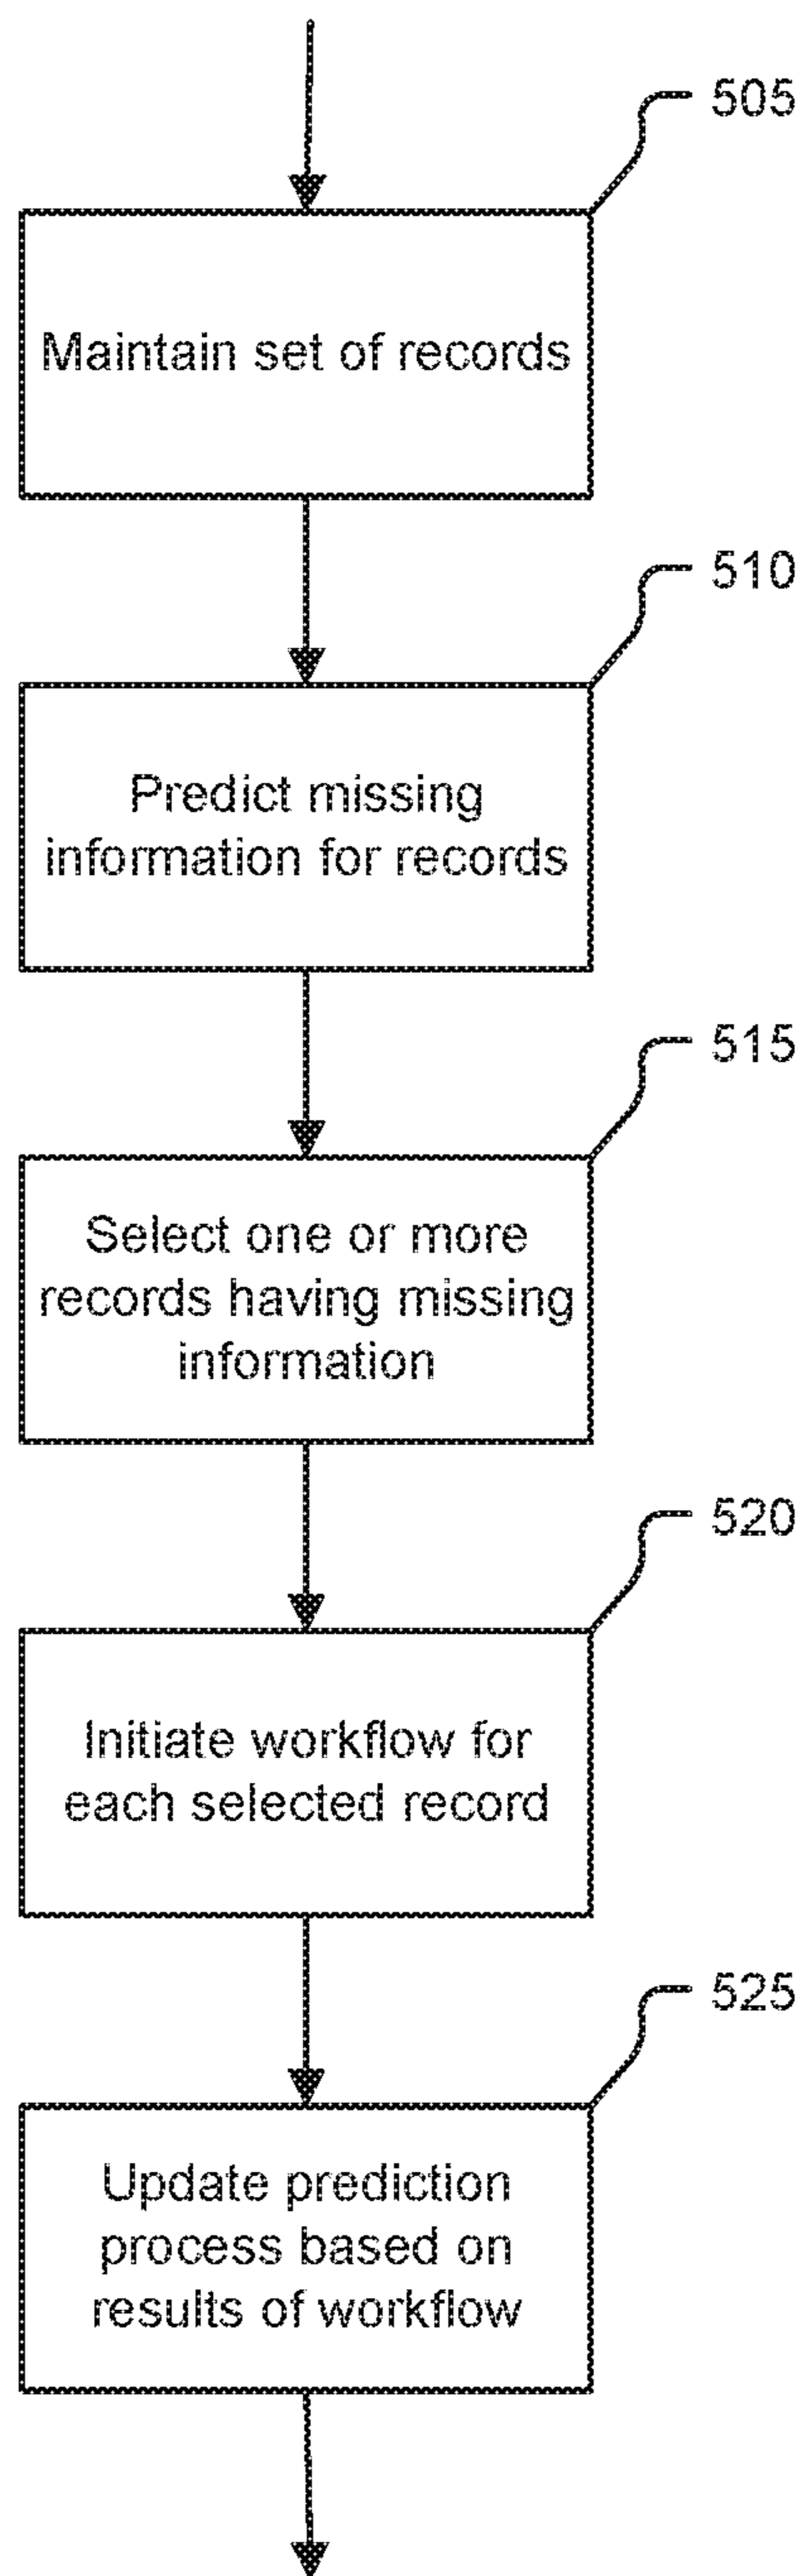 505
Maintain set of records
510
Predict missing
information for records
515
Select one or more
records having missing
information
520
Initiate workflow for
each selected record
525
Update prediction
process based on
results of workflow